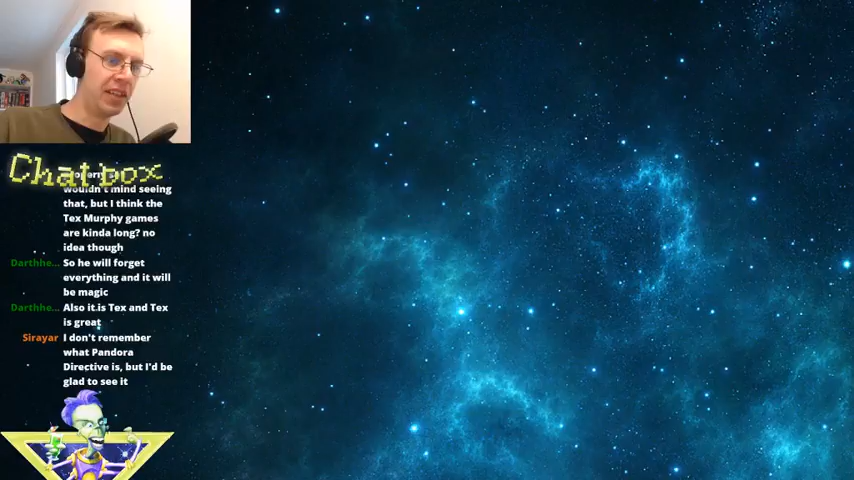 Chat box
wouldn't mind seeing
that, but I think the
Tex Murphy games
are kinda long? no
idea though
Darthhe... So he will forget
everything and it will
be magic
Darthhe... Also it is Tex and Tex
is great
Sirayar I don't remember
what Pandora
Directive is, but I'd be
glad to see it